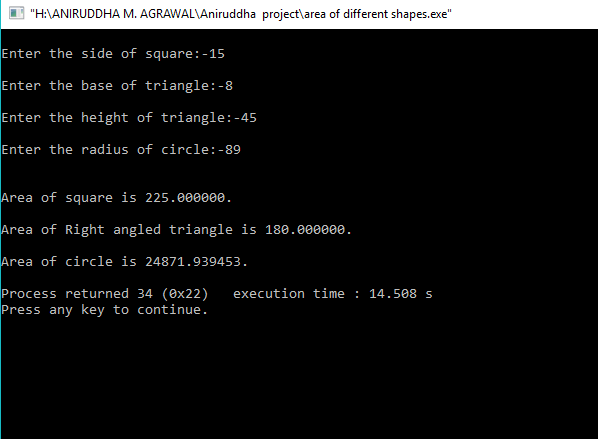 "H:\ANIRUDDHA M. AGRAWAL\Aniruddha  project\area of different shapes.exe"
Enter the side of square:-15
Enter the base of triangle:-8
Enter the height of triangle:-45
Enter the radius of circle:-89
Area of square is 225.000000.
Area of Right angled triangle is 180.000000.
Area of circle is 24871.939453.
Process returned 34 (0x22)   execution time : 14.508 s
Press any key to continue.